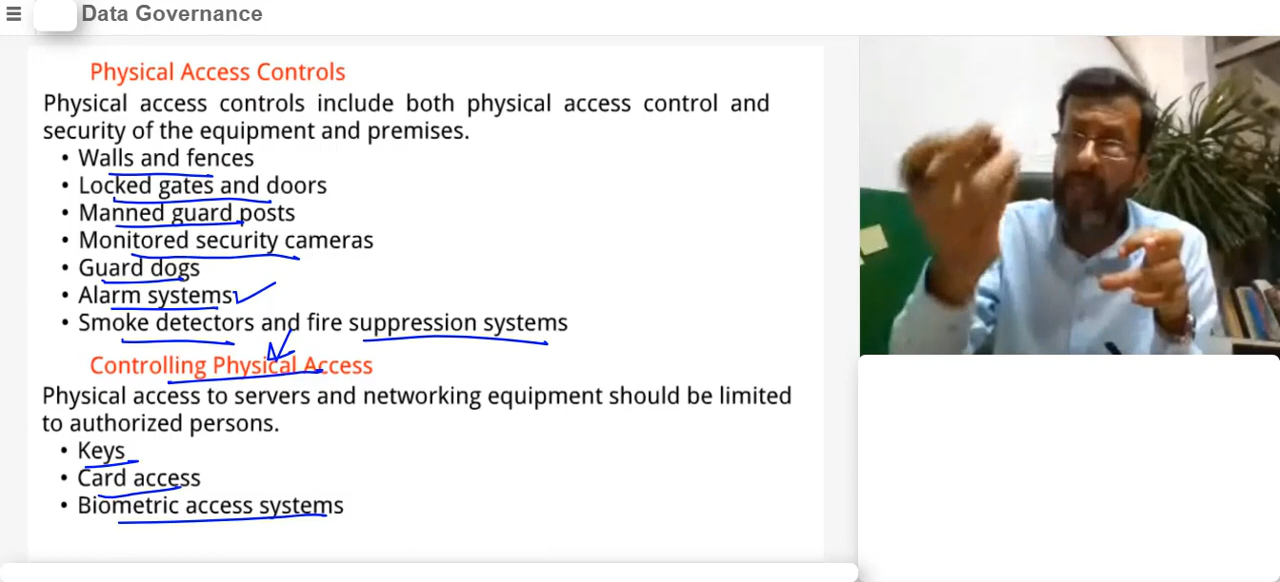 Data Governance
Physical Access Controls
Physical access controls include both physical access control and
security of the equipment and premises.
• Walls and fences
• Locked gates and doors
• Manned guard posts
• Monitored security cameras
• Guard dogs
• Alarm systems
• Smoke detectors and fire suppression systems
Controlling Physical Access
Physical access to servers and networking equipment should be limited
to authorized persons.
• Keys
• Card access
• Biometric access systems